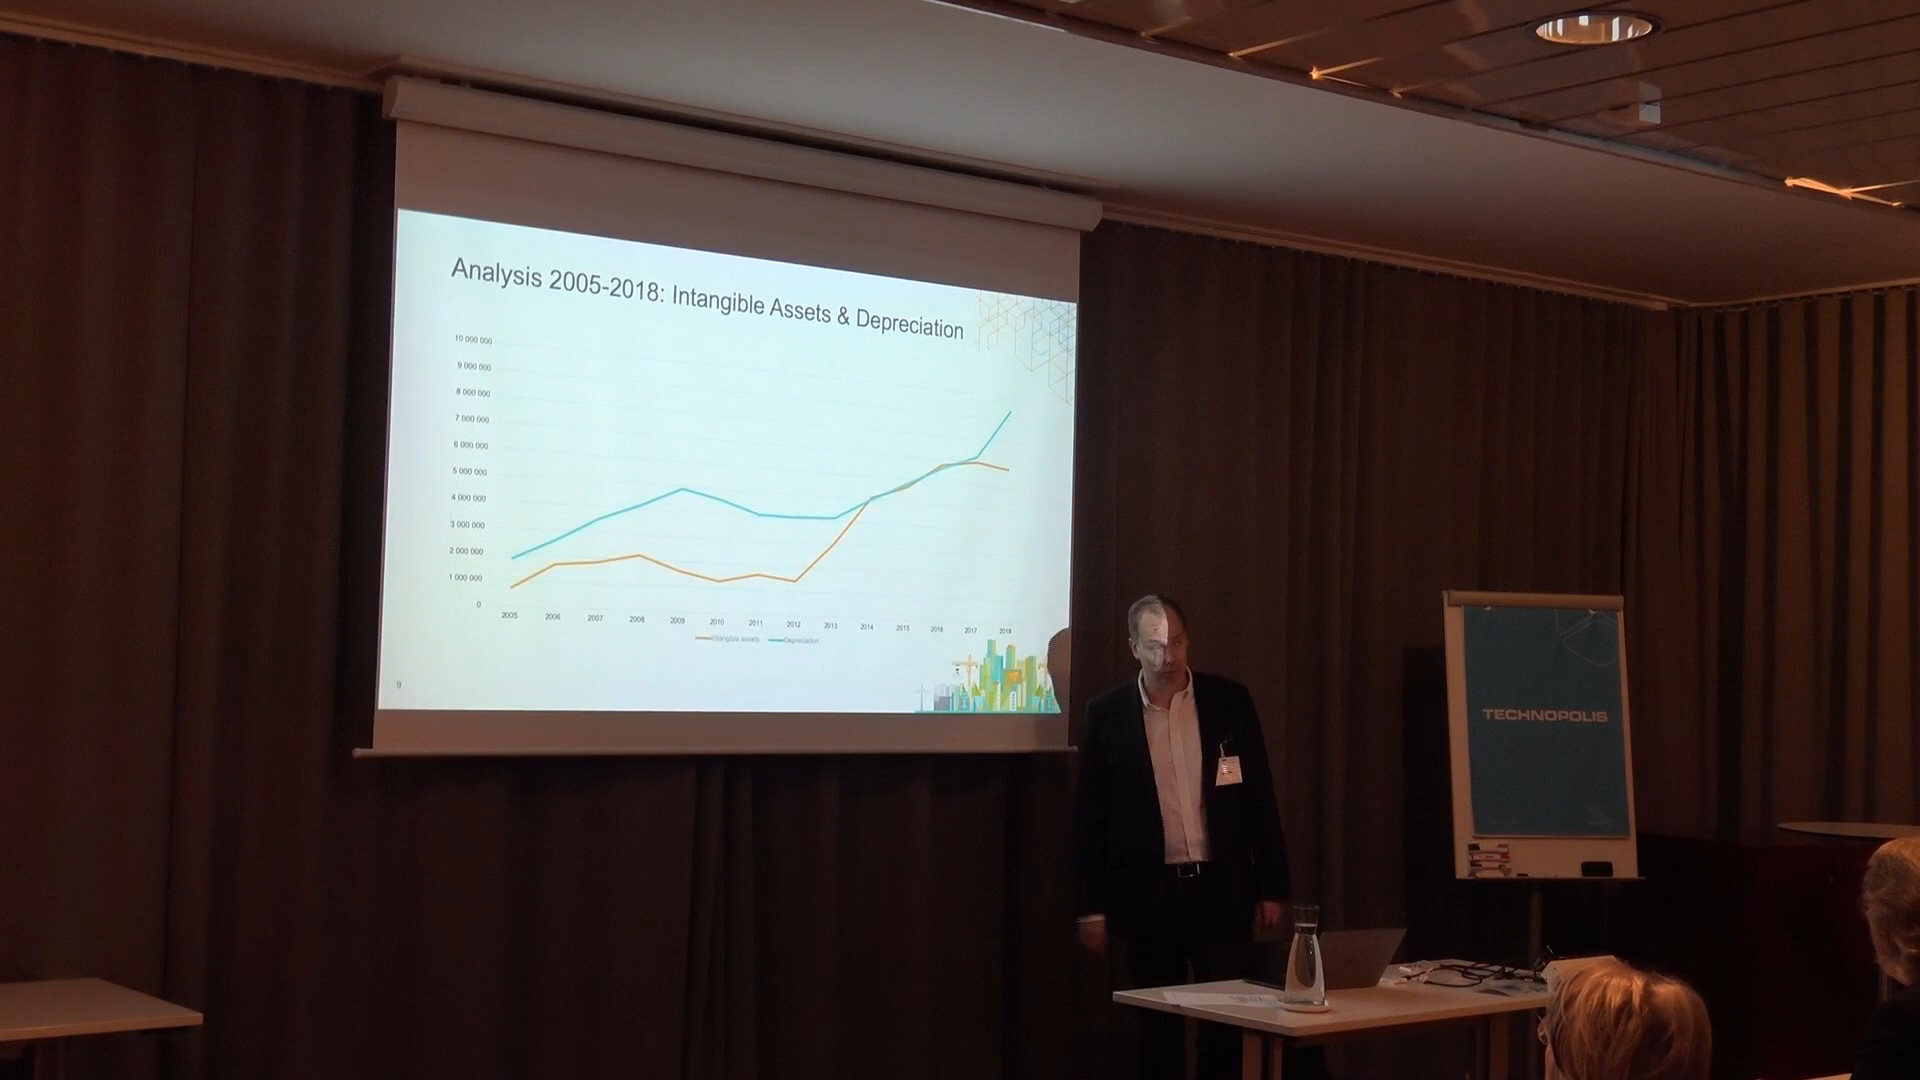 Analysis 2005-2018: Intangible Assets & Depreciation
10 000 000
9 000 000
8 000 000
7 000 000
6 000 000
5 000 000
4 000 000
3 000 000
2 000 000
1 000 000
0
2005 2006 2007 2008 2009 2010 2011 2012 2013 2014 2015 2016 2017 2018
Intangible assets Depreciation
9
TECHNOPOLIS